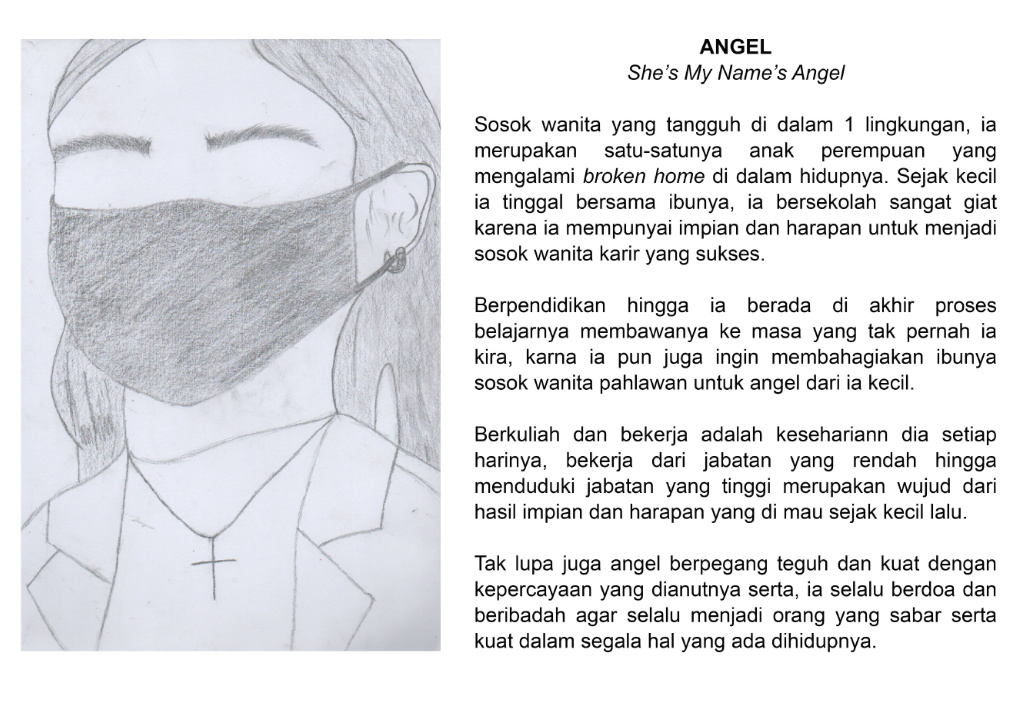 ANGEL
She's My Name's Angel
Sosok wanita yang tangguh di dalam 1 lingkungan, ia
merupakan satu-satunya anak perempuan yang
mengalami broken home di dalam hidupnya. Sejak kecil
ia tinggal bersama ibunya, ia bersekolah sangat giat
karena ia mempunyai impian dan harapan untuk menjadi
sosok wanita karir yang sukses.
Berpendidikan hingga ia berada di akhir proses
belajarnya membawanya ke masa yang tak pernah ia
kira, karna ia pun juga ingin membahagiakan ibunya
sosok wanita pahlawan untuk angel dari ia kecil.
Berkuliah dan bekerja adalah kesehariann dia setiap
harinya, bekerja dari jabatan yang rendah hingga
menduduki jabatan yang tinggi merupakan wujud dari
hasil impian dan harapan yang di mau sejak kecil lalu.
Tak lupa juga angel berpegang teguh dan kuat dengan
kepercayaan yang dianutnya serta, ia selalu berdoa dan
beribadah agar selalu menjadi orang yang sabar serta
kuat dalam segala hal yang ada dihidupnya.